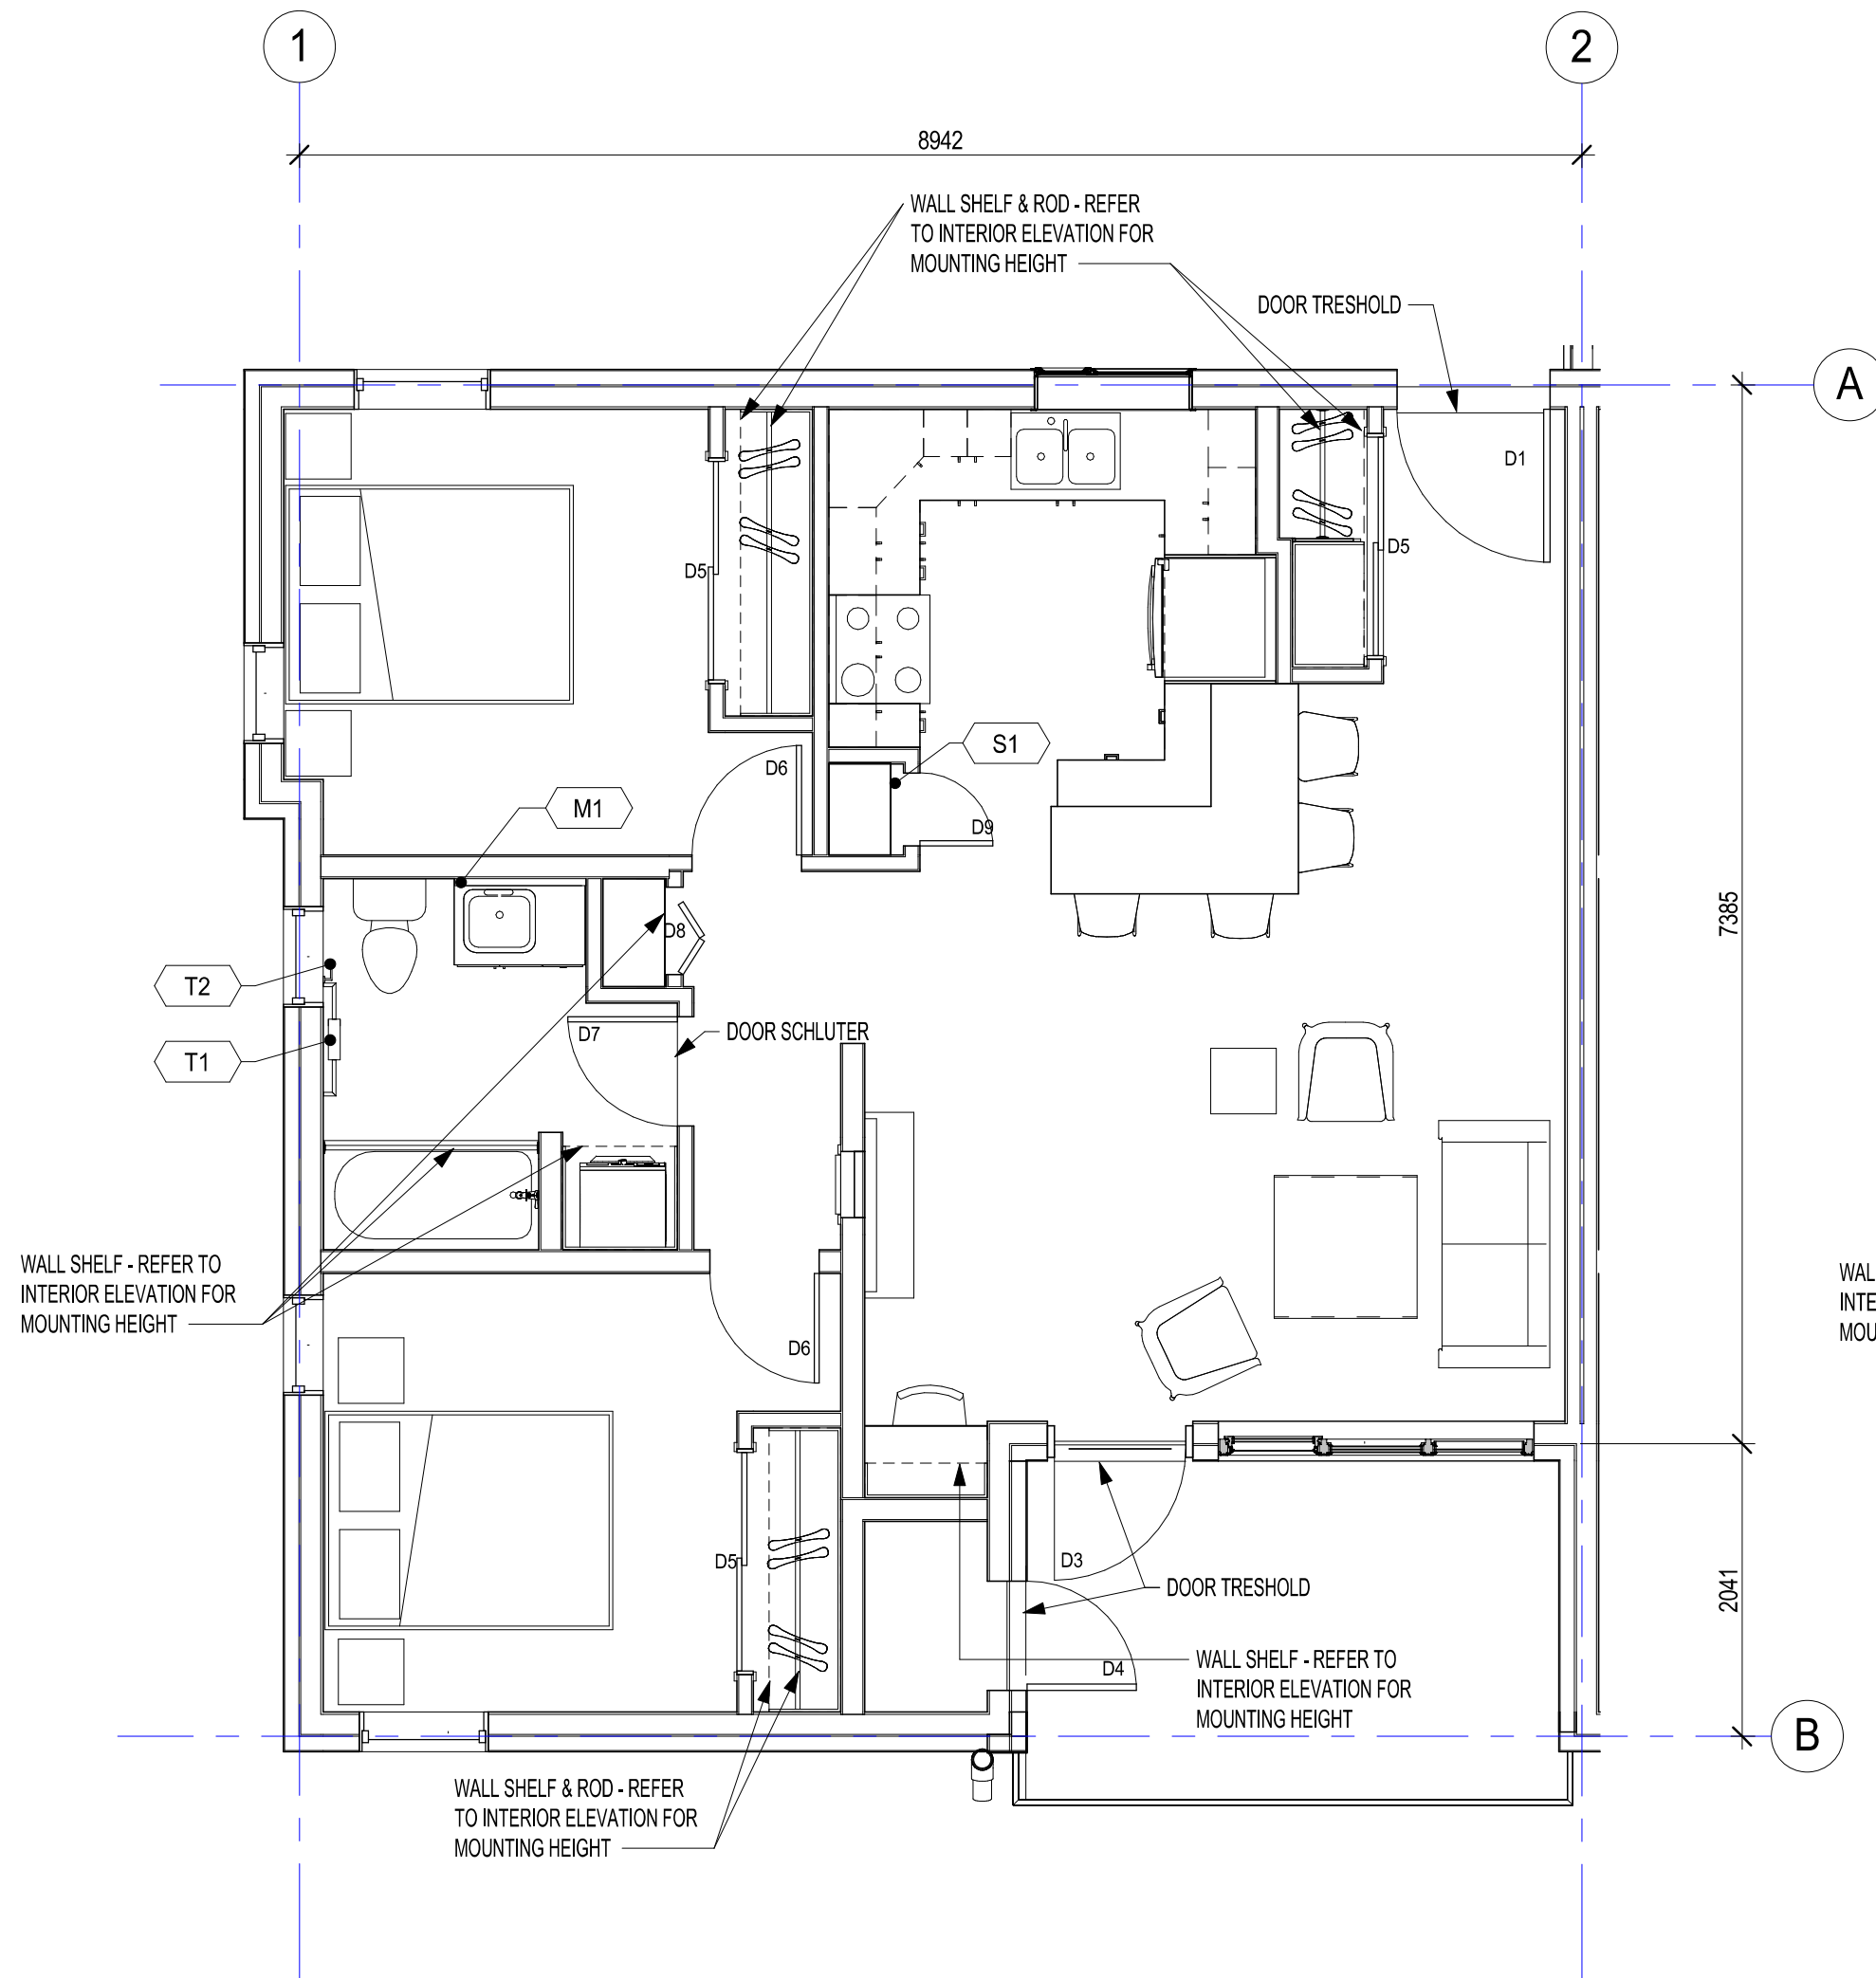 1
2
8942
WALL SHELF & ROD - REFER
TO INTERIOR ELEVATION FOR
MOUNTING HEIGHT
DOOR TRESHOLD
A
D1
D5
D5
S1
D6
M1
D9
7385
D8
T2
DOOR SCHLUTER
D7
T1
WALL SHELF - REFER TO
INTERIOR ELEVATION FOR
MOUNTING HEIGHT
WAL
INTE
MOU
D6
D5
D3
DOOR TRESHOLD
2041
D4
WALL SHELF - REFER TO
INTERIOR ELEVATION FOR
MOUNTING HEIGHT
B
WALL SHELF & ROD - REFER
TO INTERIOR ELEVATION FOR
MOUNTING HEIGHT